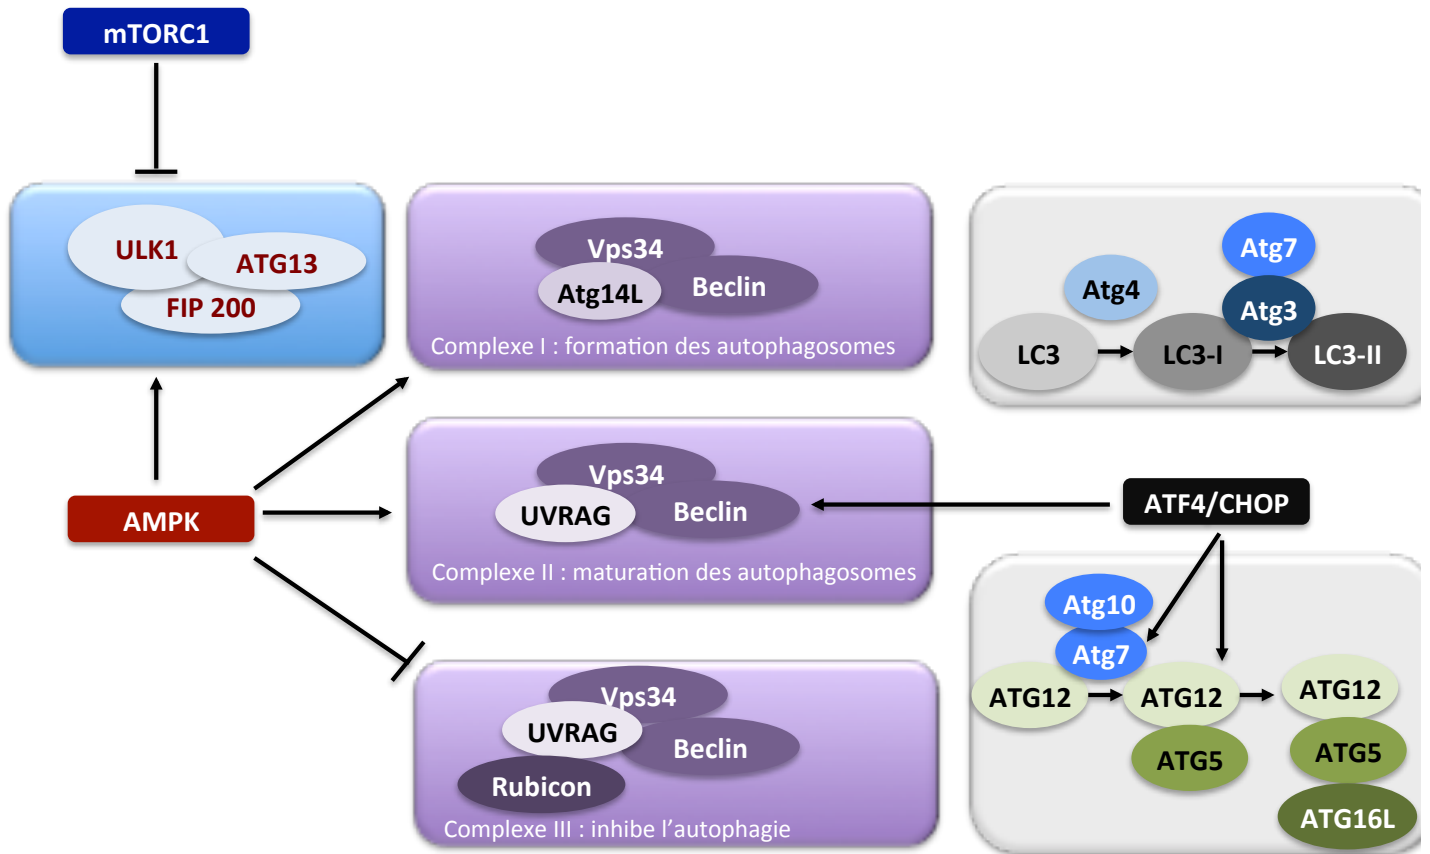 mTORC1
ULK1
ATG13
FIP 200
Vps34
Atg14L
Beclin
Complexe I : formation des autophagosomes
Atg7
Atg4
Atg3
LC3
LC3-I
LC3-II
AMPK
Vps34
UVRAG
Beclin
Complexe II : maturation des autophagosomes
ATF4/CHOP
Vps34
UVRAG
Beclin
Rubicon
Complexe III : inhibe l’autophagie
Atg10
Atg7
ATG12
ATG12
ATG12
ATG5
ATG5
ATG16L